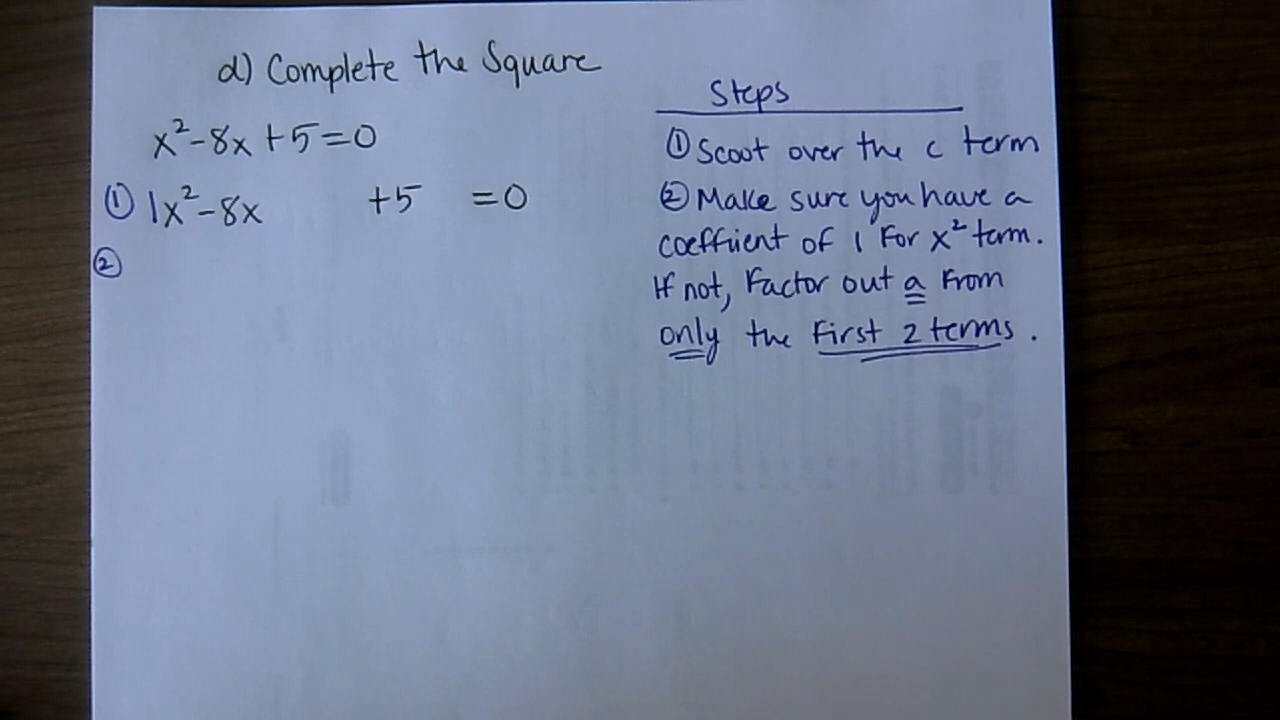 d) Complete the Square
x²-8x+5=0
① 1x²-8x +5 =0
②
Steps
① Scoot over the c term
② Make sure you have a
coeffiient of 1 for x² term.
If not, Factor out a from
only the first 2 terms.